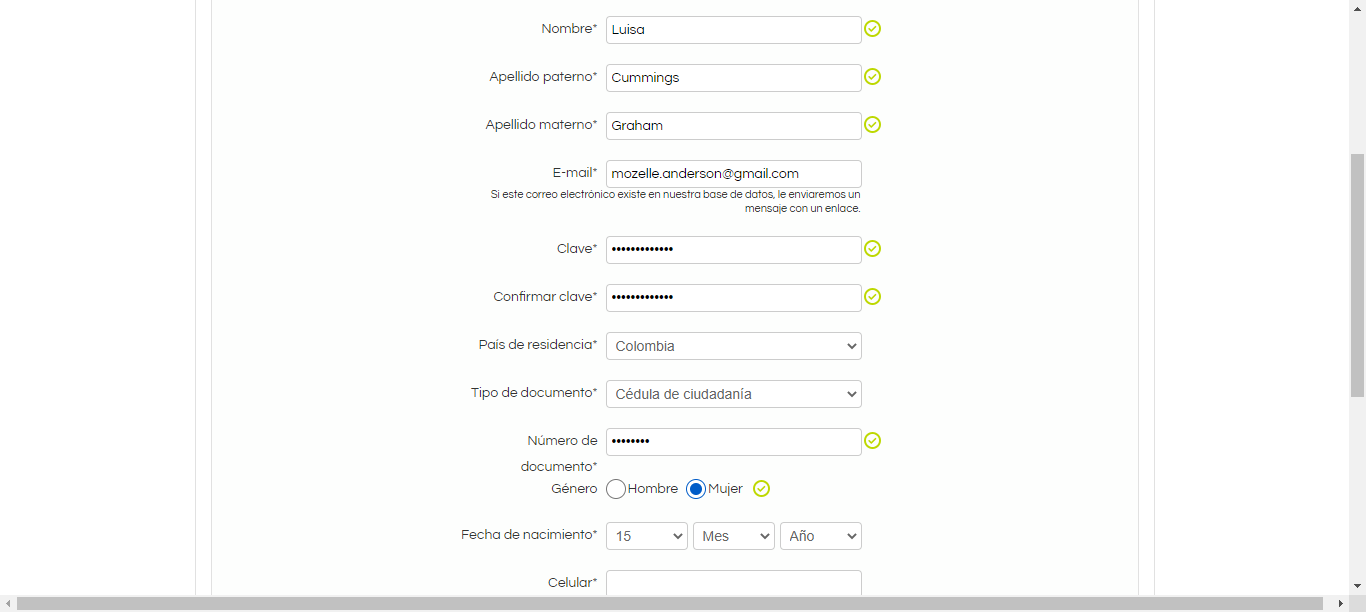 Nombre* Luisa
Apellido paterno* Cummings
Apellido materno* Graham
E-mail* mozelle.anderson@gmail.com
Si este correo electrónico existe en nuestra base de datos, le enviaremos un
mensaje con un enlace.
Clave* •••••••••••••
Confirmar clave* •••••••••••••
País de residencia* Colombia
Tipo de documento* Cédula de ciudadanía
Número de
documento* ••••••••
Género Hombre Mujer
Fecha de nacimiento* 15 Mes Año
Celular*